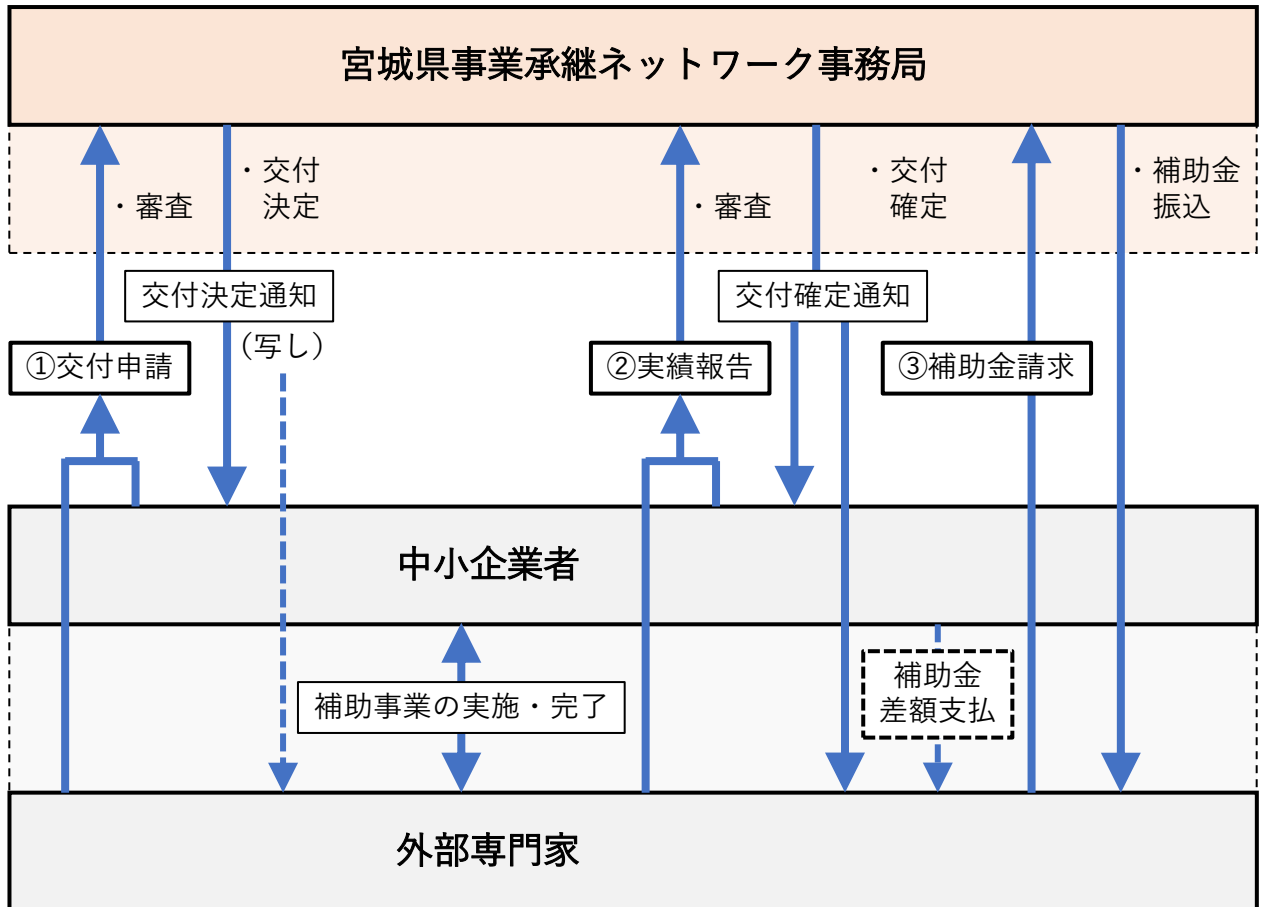 宮城県事業承継ネットワーク事務局
・審査
・交付
決定
・審査
・交付
確定
・補助金
振込
交付決定通知
（写し）
交付確定通知
①交付申請
②実績報告
③補助金請求
中小企業者
補助事業の実施・完了
補助金
差額支払
外部専門家